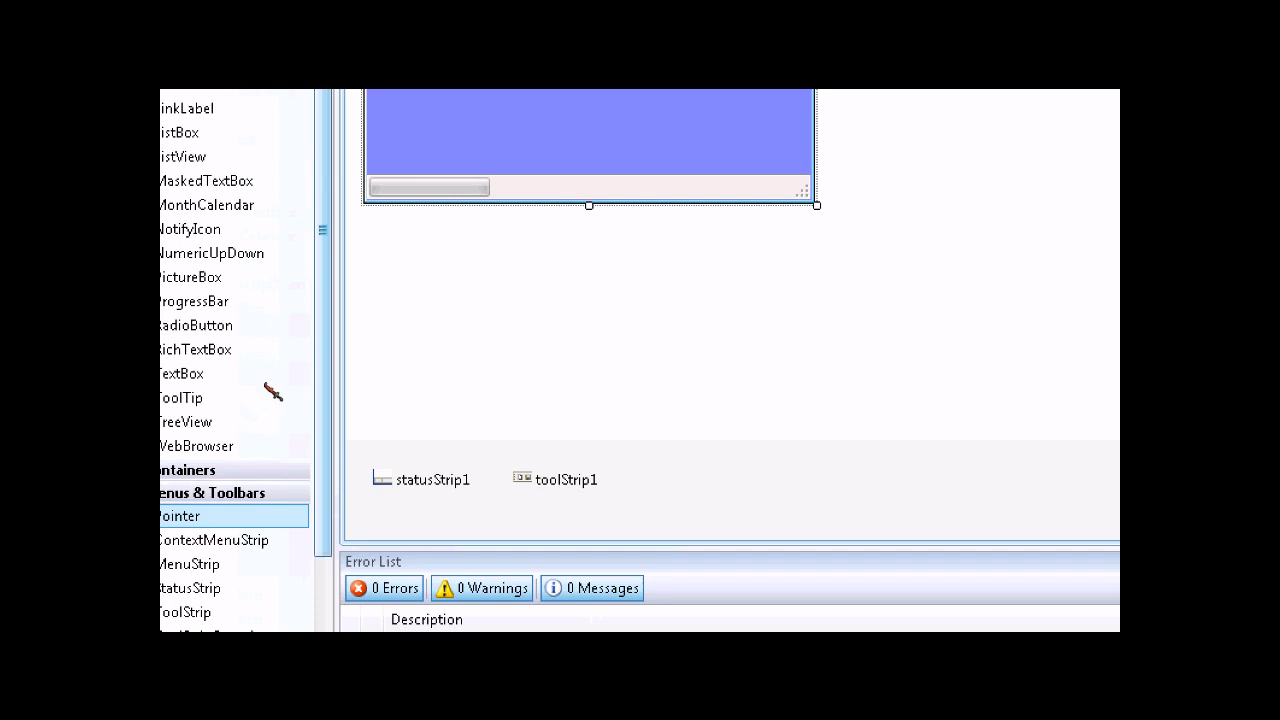 inkLabel
istBox
istView
MaskedTextBox
MonthCalendar
NotifyIcon
NumericUpDown
PictureBox
ProgressBar
RadioButton
RichTextBox
TextBox
ToolTip
TreeView
WebBrowser
ntainers
enus & Toolbars
Pointer
ContextMenuStrip
MenuStrip
StatusStrip
ToolStrip
statusStrip1
toolStrip1
Error List
0 Errors
0 Warnings
0 Messages
Description